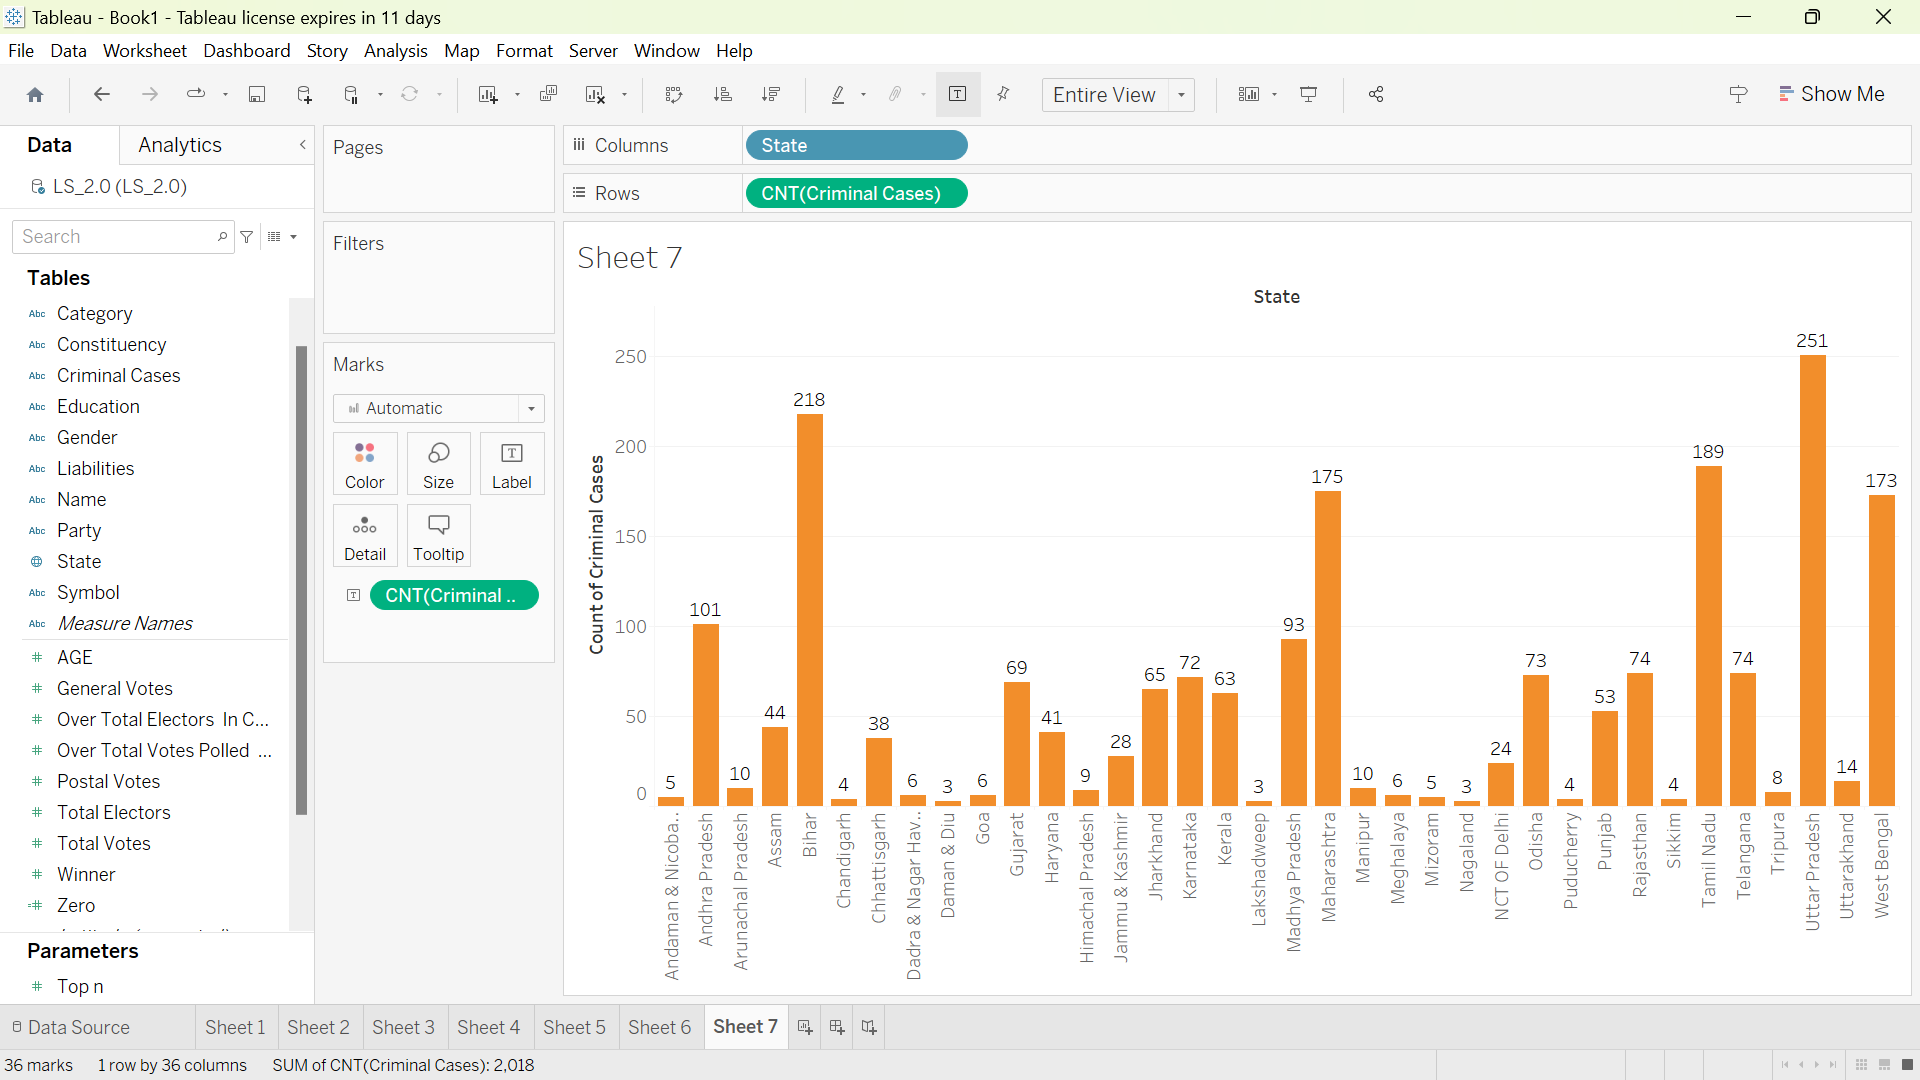 Tableau - Book1 - Tableau license expires in 11 days
File Data Worksheet Dashboard Story Analysis Map Format Server Window Help
Entire View
Show Me
Data
Analytics
LS_2.0 (LS_2.0)
Search
Tables
Abc Category
Abc Constituency
Abc Criminal Cases
Abc Education
Abc Gender
Abc Liabilities
Abc Name
Abc Party
State
Abc Symbol
Abc Measure Names
# AGE
# General Votes
# Over Total Electors In C...
# Over Total Votes Polled ...
# Postal Votes
# Total Electors
# Total Votes
# Winner
=# Zero
Parameters
# Top n
Pages
Filters
Marks
Automatic
Color
Size
Label
Detail
Tooltip
CNT(Criminal ..
Columns
State
Rows
CNT(Criminal Cases)
Sheet 7
State
Count of Criminal Cases
250
200
150
100
50
0
5
101
10
44
218
4
38
6
3
6
69
41
9
28
65
72
63
3
93
175
10
6
5
3
24
73
4
53
74
4
189
74
8
251
14
173
Andaman & Nicoba..
Andhra Pradesh
Arunachal Pradesh
Assam
Bihar
Chandigarh
Chhattisgarh
Dadra & Nagar Hav..
Daman & Diu
Goa
Gujarat
Haryana
Himachal Pradesh
Jammu & Kashmir
Jharkhand
Karnataka
Kerala
Lakshadweep
Madhya Pradesh
Maharashtra
Manipur
Meghalaya
Mizoram
Nagaland
NCT OF Delhi
Odisha
Puducherry
Punjab
Rajasthan
Sikkim
Tamil Nadu
Telangana
Tripura
Uttar Pradesh
Uttarakhand
West Bengal
Data Source
Sheet 1
Sheet 2
Sheet 3
Sheet 4
Sheet 5
Sheet 6
Sheet 7
36 marks
1 row by 36 columns
SUM of CNT(Criminal Cases): 2,018